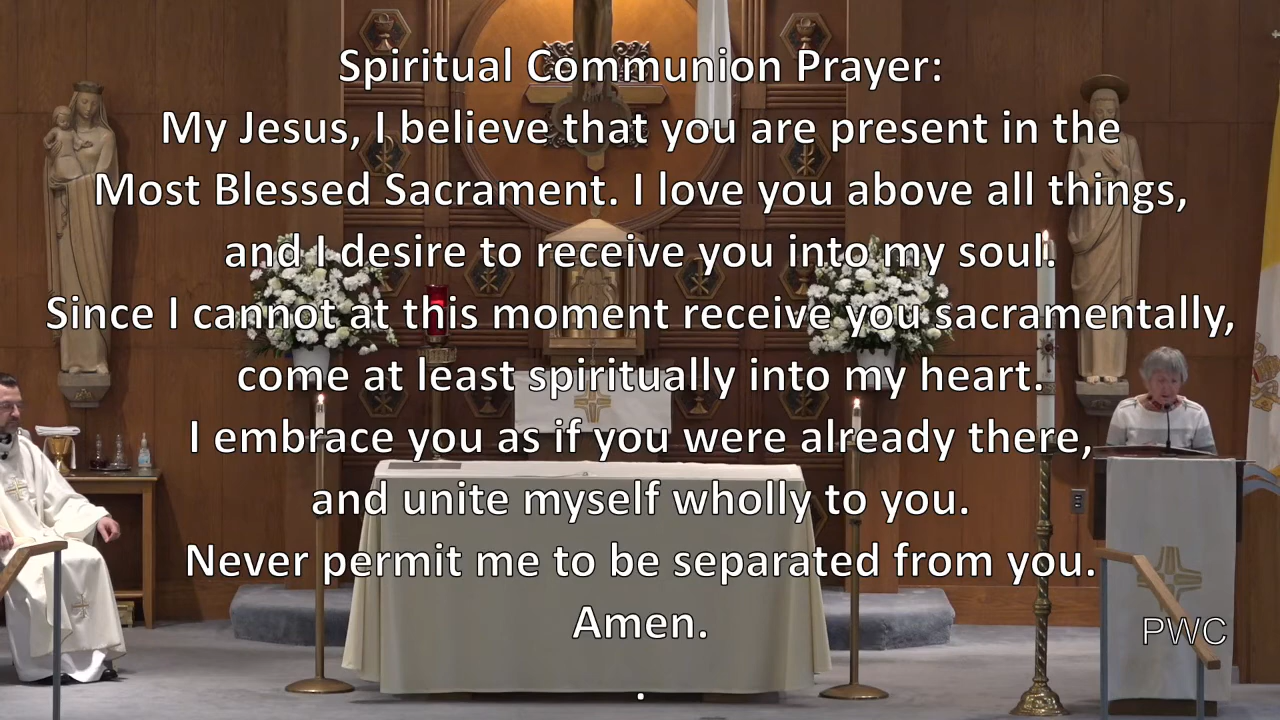 Spiritual Communion Prayer:
My Jesus, I believe that you are present in the
Most Blessed Sacrament. I love you above all things,
and I desire to receive you into my soul.
Since I cannot at this moment receive you sacramentally,
come at least spiritually into my heart.
I embrace you as if you were already there,
and unite myself wholly to you.
Never permit me to be separated from you.
Amen.
.
PWC